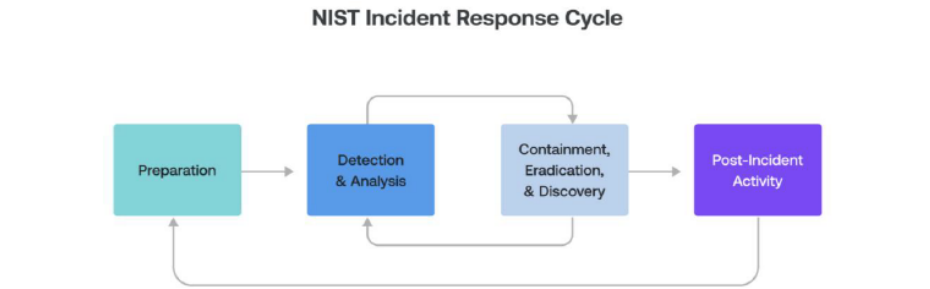 NIST Incident Response Cycle
Preparation
Detection
& Analysis
Containment,
Eradication,
& Discovery
Post-Incident
Activity